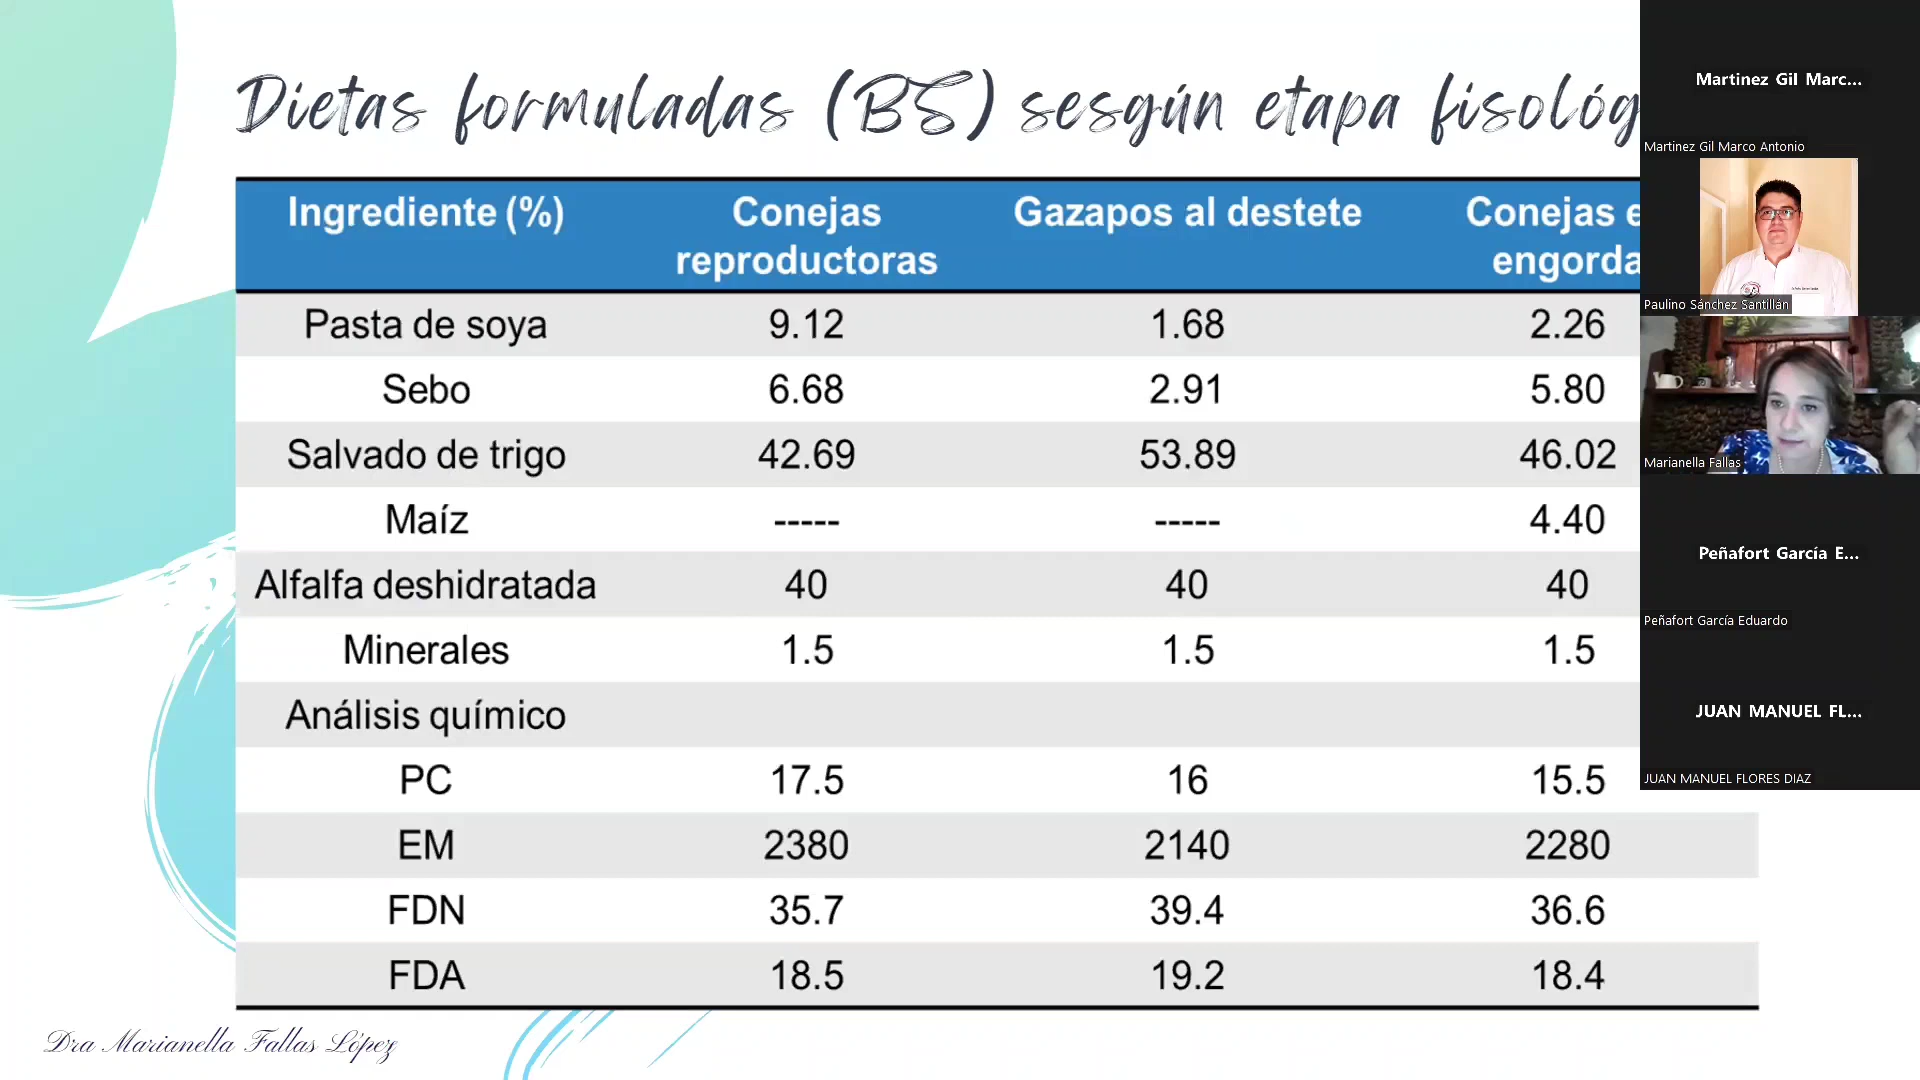 Dietas formuladas (BS) sesgún etapa fisológ
Ingrediente (%) Conejas reproductoras Gazapos al destete Conejas e engorda
Pasta de soya 9.12 1.68 2.26
Sebo 6.68 2.91 5.80
Salvado de trigo 42.69 53.89 46.02
Maíz ----- ----- 4.40
Alfalfa deshidratada 40 40 40
Minerales 1.5 1.5 1.5
Análisis químico
PC 17.5 16 15.5
EM 2380 2140 2280
FDN 35.7 39.4 36.6
FDA 18.5 19.2 18.4
Dra Marianella Fallas López
Martinez Gil Marc...
Martinez Gil Marco Antonio
Paulino Sánchez Santillán
Marianella Fallas
Peñafort García E...
Peñafort García Eduardo
JUAN MANUEL FL...
JUAN MANUEL FLORES DIAZ